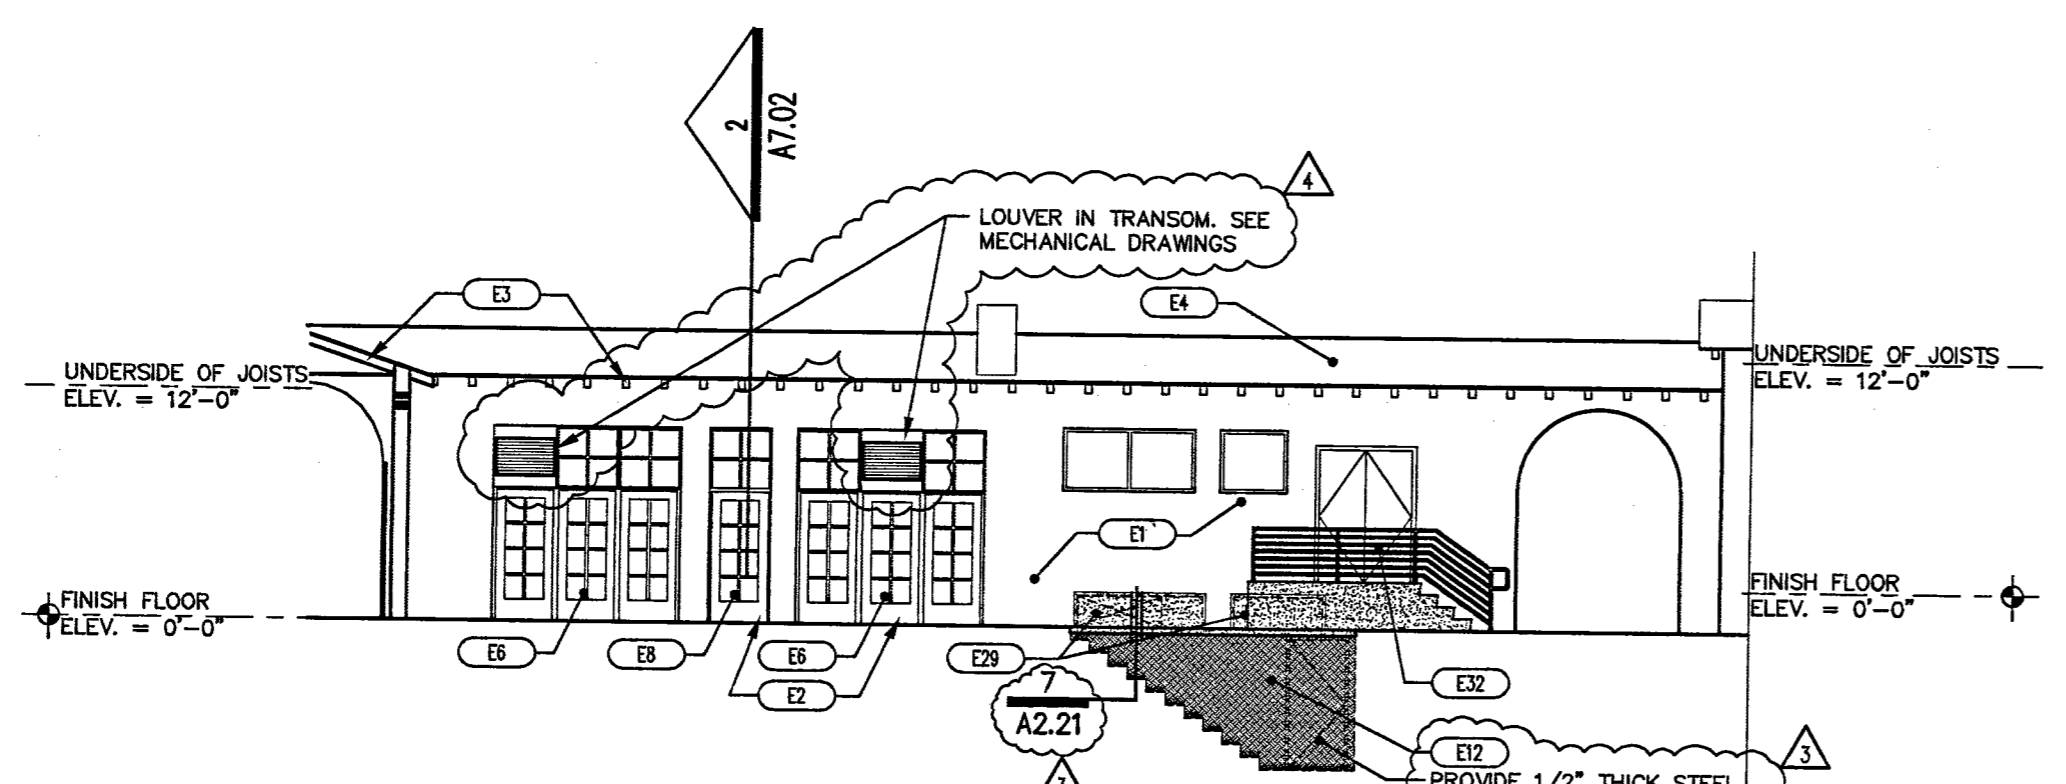 2
A7.02
4
LOUVER IN TRANSOM. SEE
MECHANICAL DRAWINGS
E3
E4
UNDERSIDE OF JOISTS
ELEV. = 12'-0"
UNDERSIDE OF JOISTS
ELEV. = 12'-0"
E1
FINISH FLOOR
ELEV. = 0'-0"
FINISH FLOOR
ELEV. = 0'-0"
E6
E8
E6
E29
E2
E32
7
A2.21
E12
3
PROVIDE 1/2" THICK STEEL